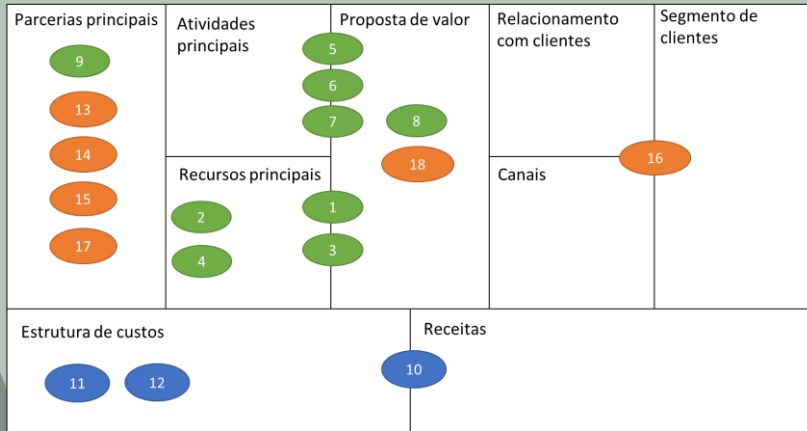 Parcerias principais
9
13
14
15
17
Atividades
principais
5
6
7
Recursos principais
2
4
1
3
Proposta de valor
8
18
Relacionamento
com clientes
Canais
16
Segmento de
clientes
Estrutura de custos
11
12
10
Receitas